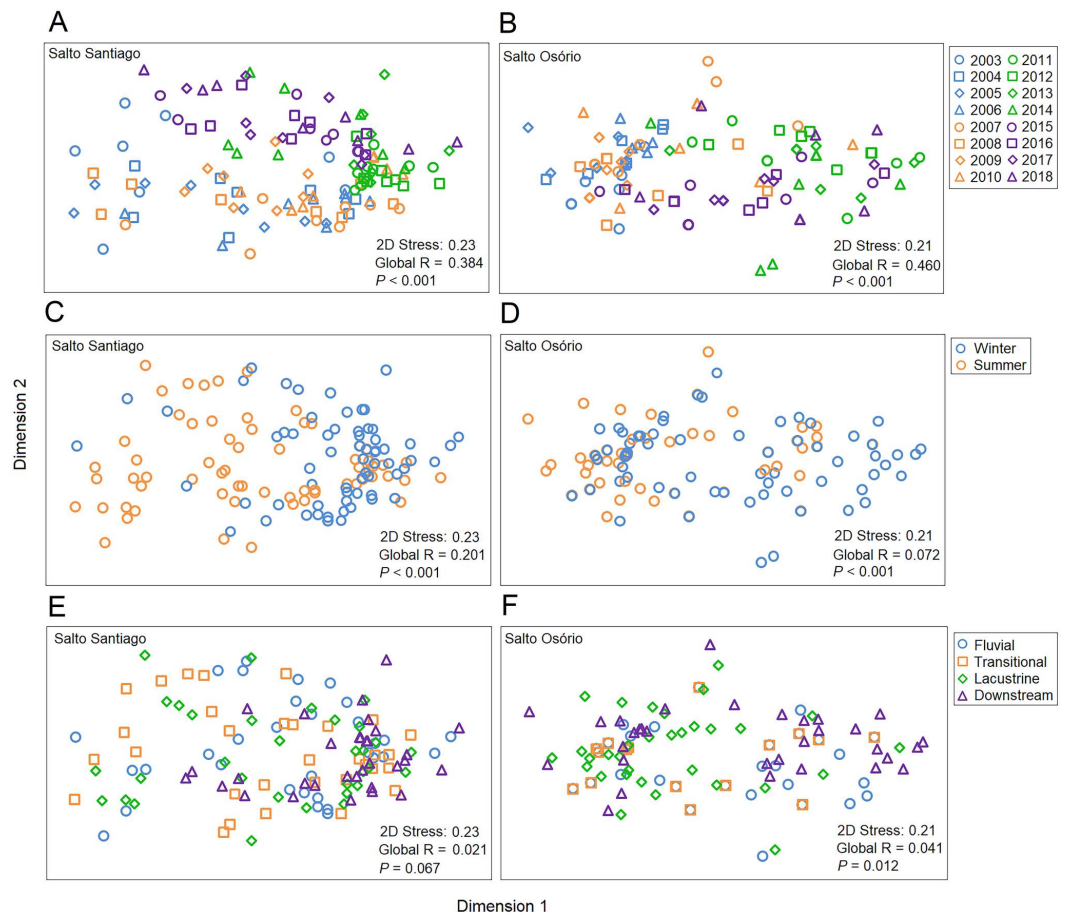 A
Salto Santiago
2D Stress: 0.23
Global R = 0.384
P < 0.001
B
Salto Osório
2D Stress: 0.21
Global R = 0.460
P < 0.001
2003 2011
2004 2012
2005 2013
2006 2014
2007 2015
2008 2016
2009 2017
2010 2018
C
Salto Santiago
2D Stress: 0.23
Global R = 0.201
P < 0.001
D
Salto Osório
2D Stress: 0.21
Global R = 0.072
P < 0.001
Winter
Summer
Dimension 2
E
Salto Santiago
2D Stress: 0.23
Global R = 0.021
P = 0.067
F
Salto Osório
2D Stress: 0.21
Global R = 0.041
P = 0.012
Fluvial
Transitional
Lacustrine
Downstream
Dimension 1